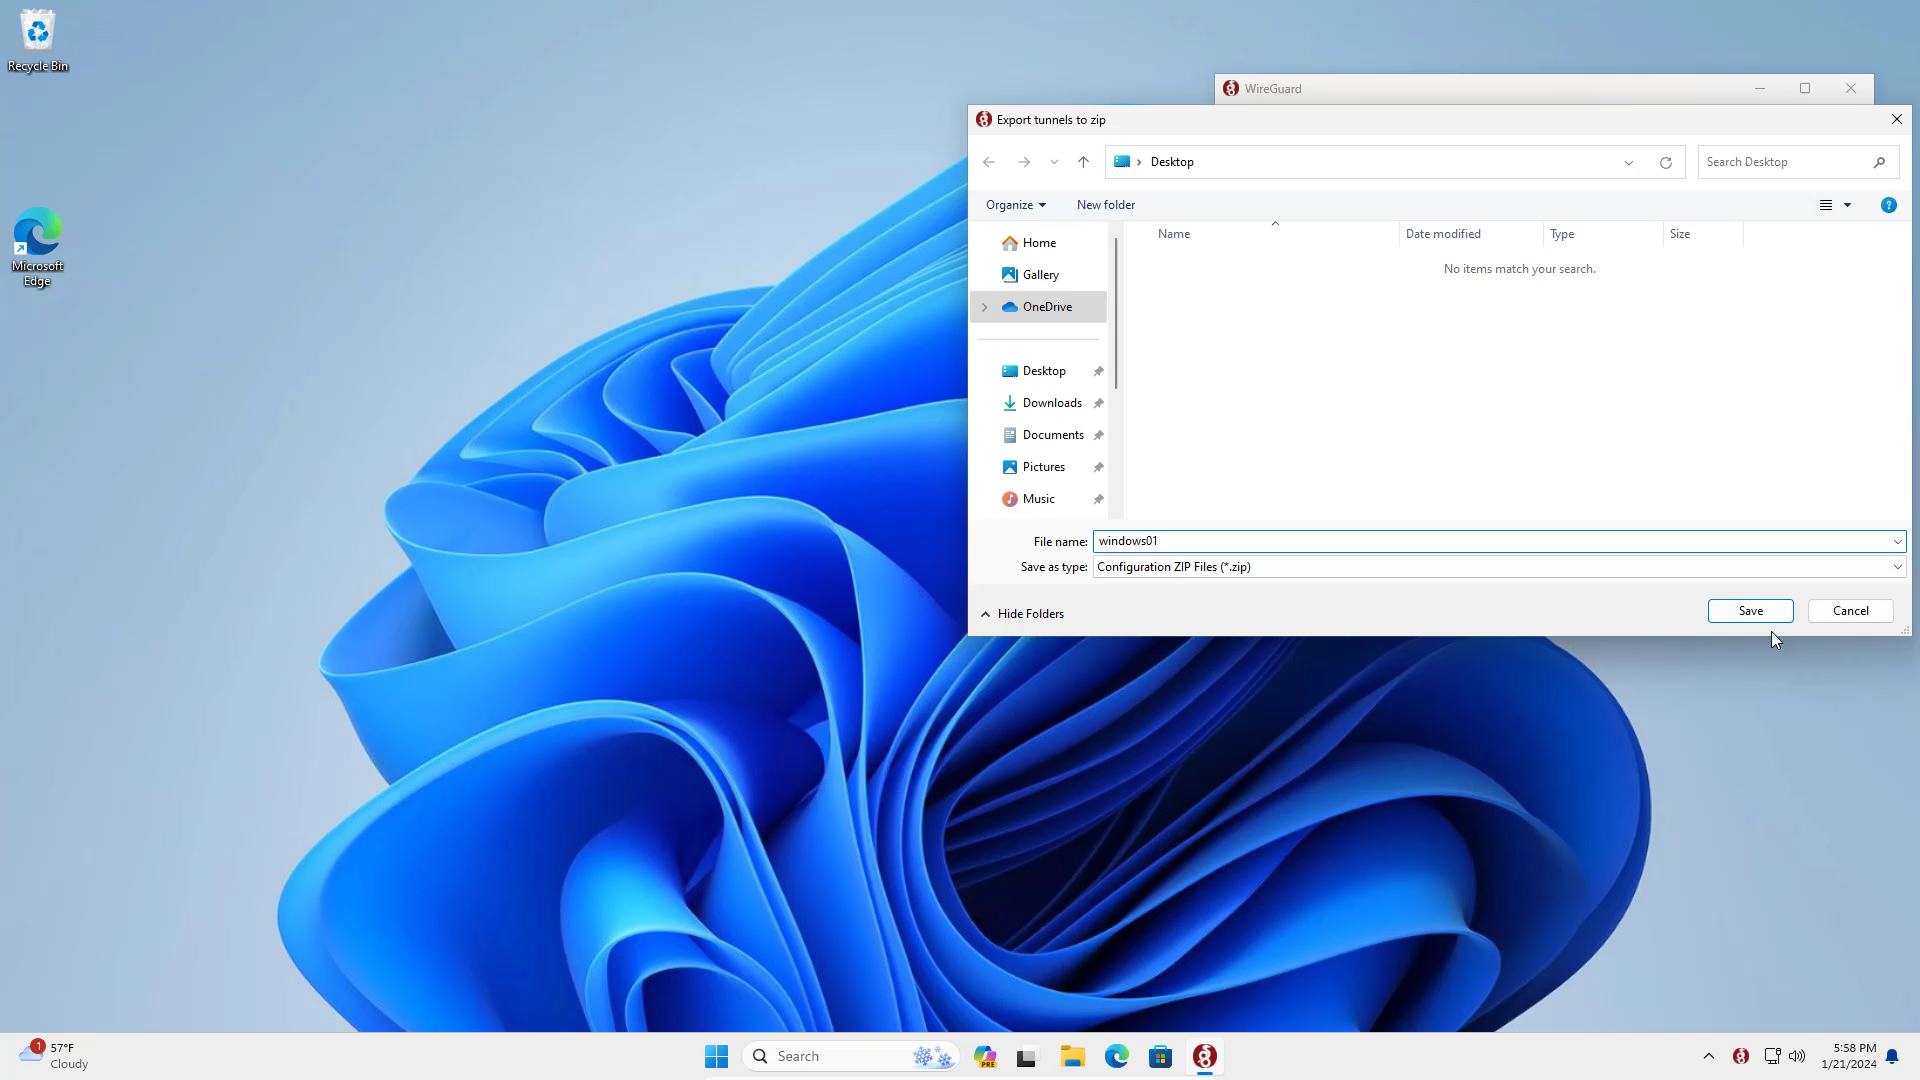 Recycle Bin
Microsoft
Edge
WireGuard
Export tunnels to zip
Desktop
Search Desktop
Organize
New folder
Name
Date modified
Type
Size
No items match your search.
Home
Gallery
OneDrive
Desktop
Downloads
Documents
Pictures
Music
File name:
windows01
Save as type:
Configuration ZIP Files (*.zip)
Hide Folders
Save
Cancel
1
57°F
Cloudy
Search
PRE
5:58 PM
1/21/2024